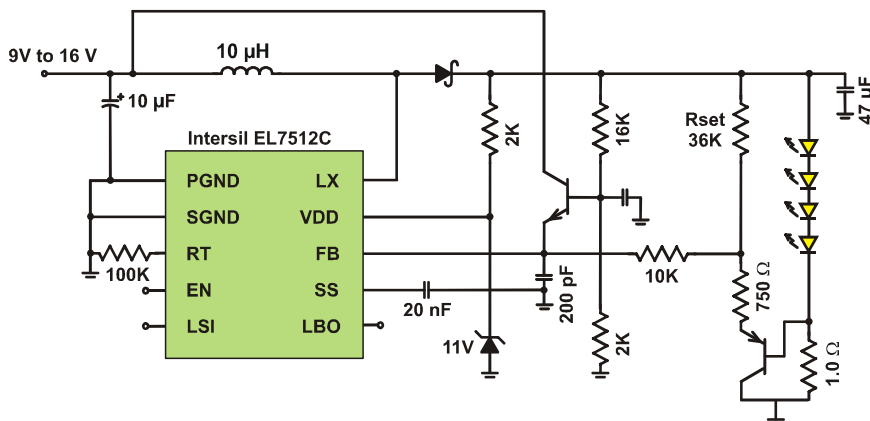 9V to 16 V
10 µH
10 µF
47 µF
Intersil EL7512C
2K
16K
Rset
36K
PGND LX
SGND VDD
RT FB
100K
10K
EN SS
20 nF
200 pF
750 Ω
LSI LBO
11V
2K
1.0 Ω